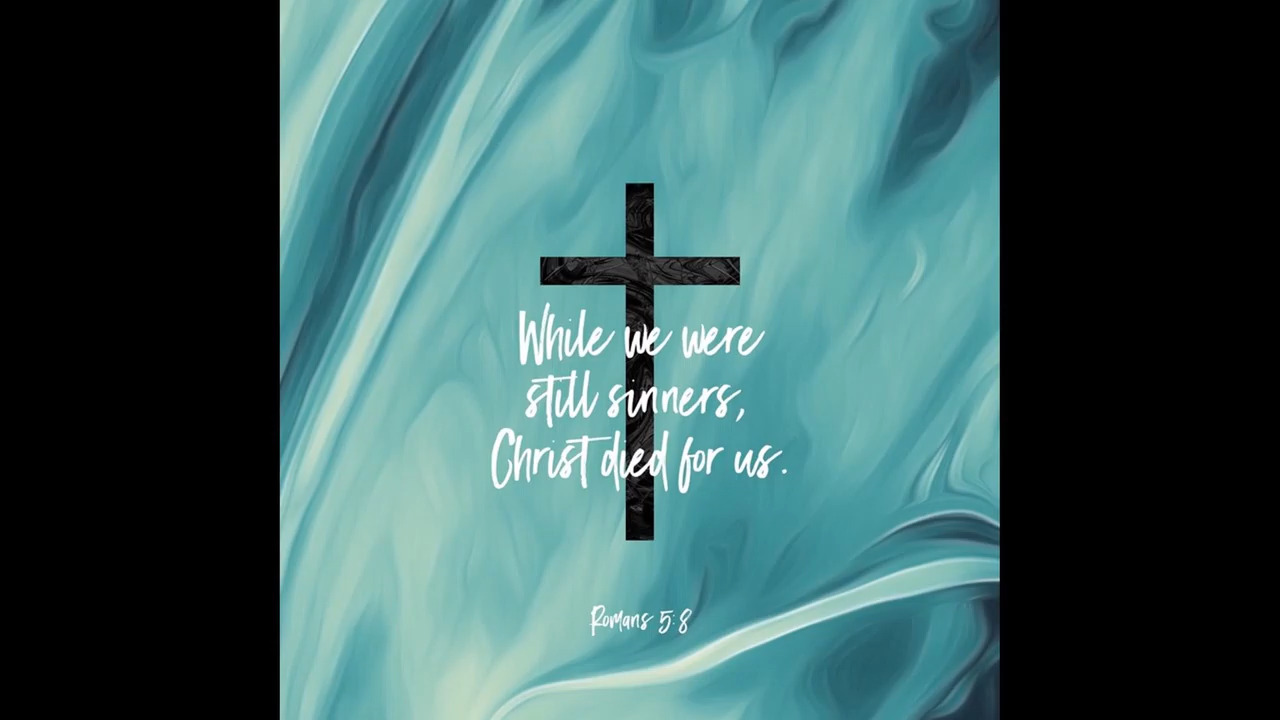 While we were
still sinners,
Christ died for us.
Romans 5:8